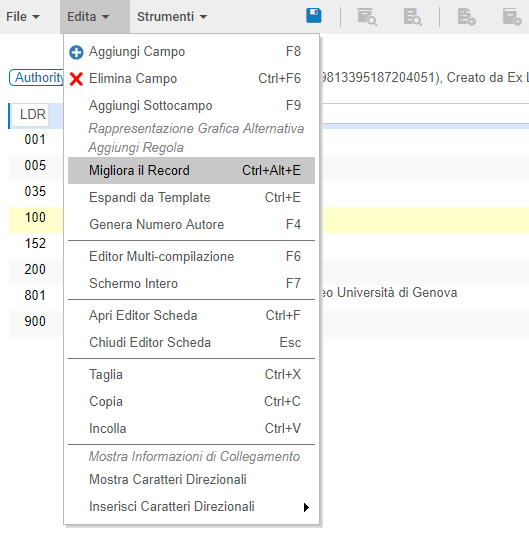 File Edita Strumenti
Aggiungi Campo F8
Authority
Elimina Campo Ctrl+F6
9813395187204051), Creato da Ex L
Aggiungi Sottocampo F9
LDR
Rappresentazione Grafica Alternativa
001
Aggiungi Regola
005
Migliora il Record Ctrl+Alt+E
035
Espandi da Template Ctrl+E
100
Genera Numero Autore F4
152
Editor Multi-compilazione F6
200
Schermo Intero F7
801
eo Università di Genova
900
Apri Editor Scheda Ctrl+F
Chiudi Editor Scheda Esc
Taglia Ctrl+X
Copia Ctrl+C
Incolla Ctrl+V
Mostra Informazioni di Collegamento
Mostra Caratteri Direzionali
Inserisci Caratteri Direzionali